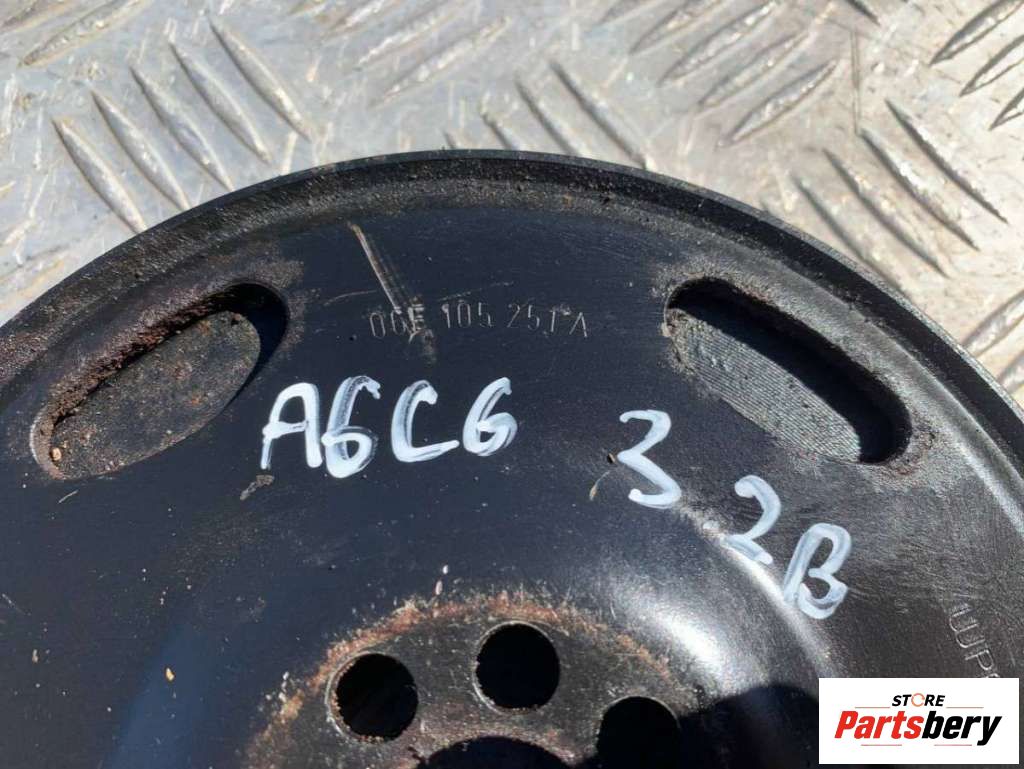 06E 105 251 A
A6C6 3.2B
STORE
Partsbery